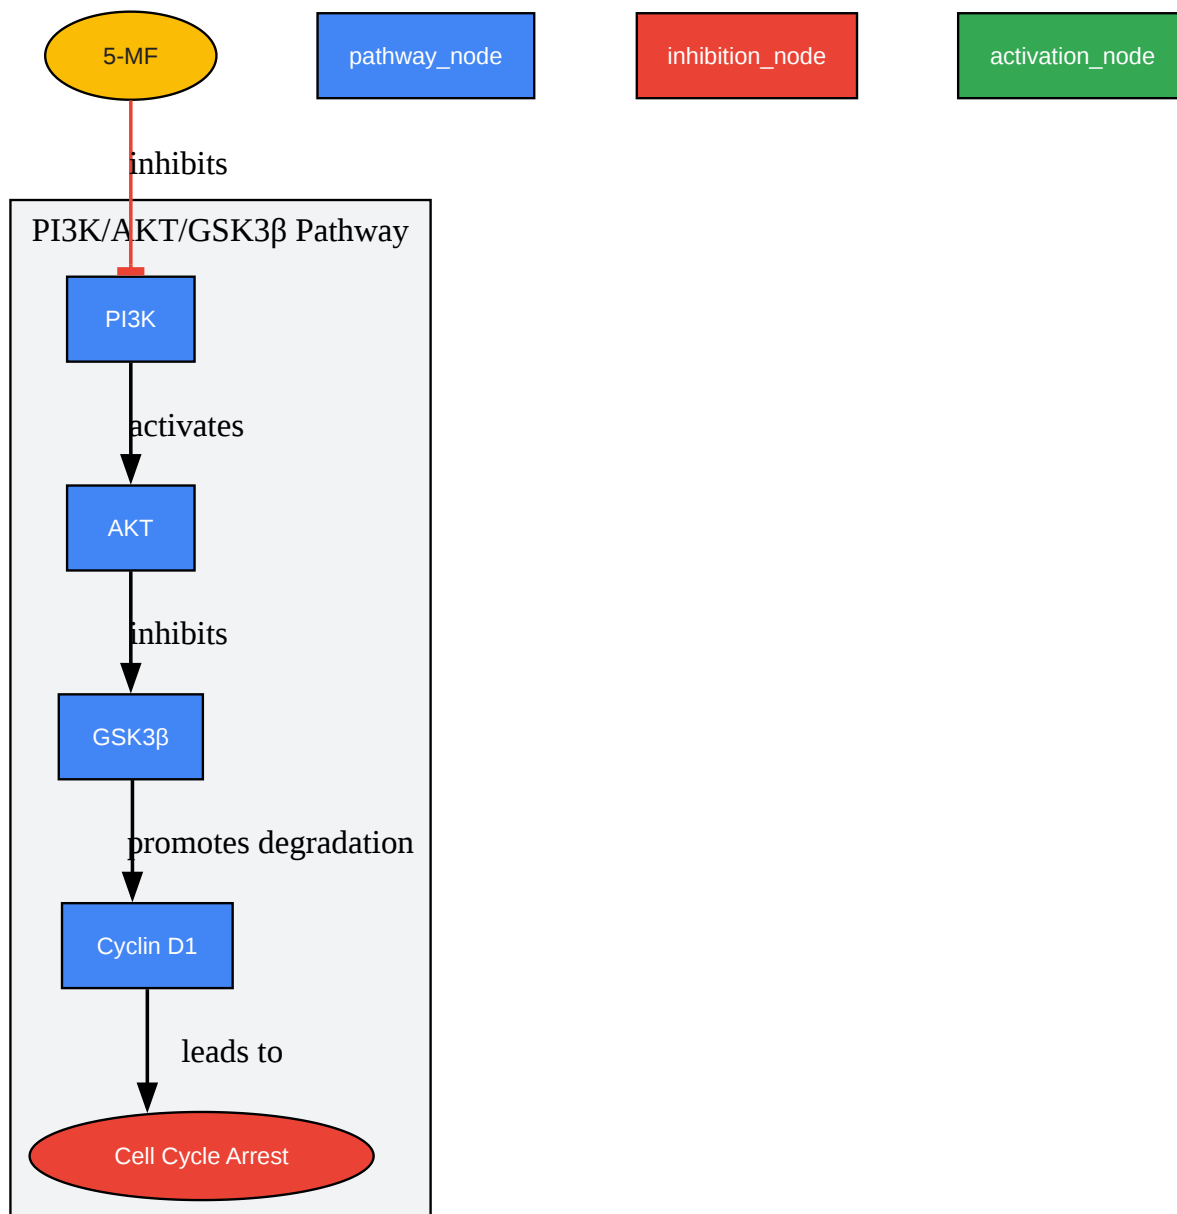 5-MF
pathway_node
inhibition_node
activation_node
inhibits
PI3K/AKT/GSK3β Pathway
PI3K
activates
AKT
inhibits
GSK3β
promotes degradation
Cyclin D1
leads to
Cell Cycle Arrest